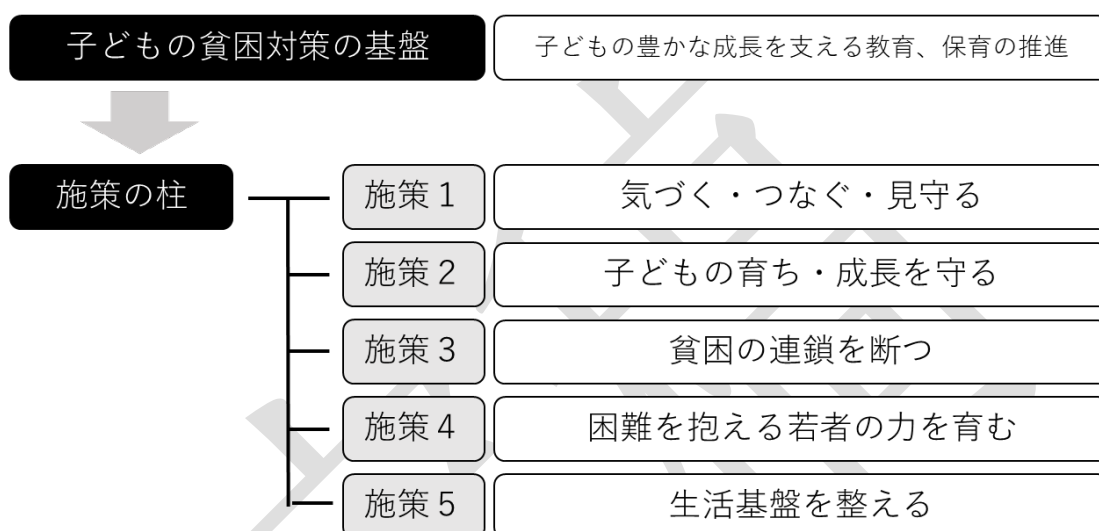 子どもの貧困対策の基盤 子どもの豊かな成長を支える教育、保育の推進
施策の柱
施策１ 気づく・つなぐ・見守る
施策２ 子どもの育ち・成長を守る
施策３ 貧困の連鎖を断つ
施策４ 困難を抱える若者の力を育む
施策５ 生活基盤を整える